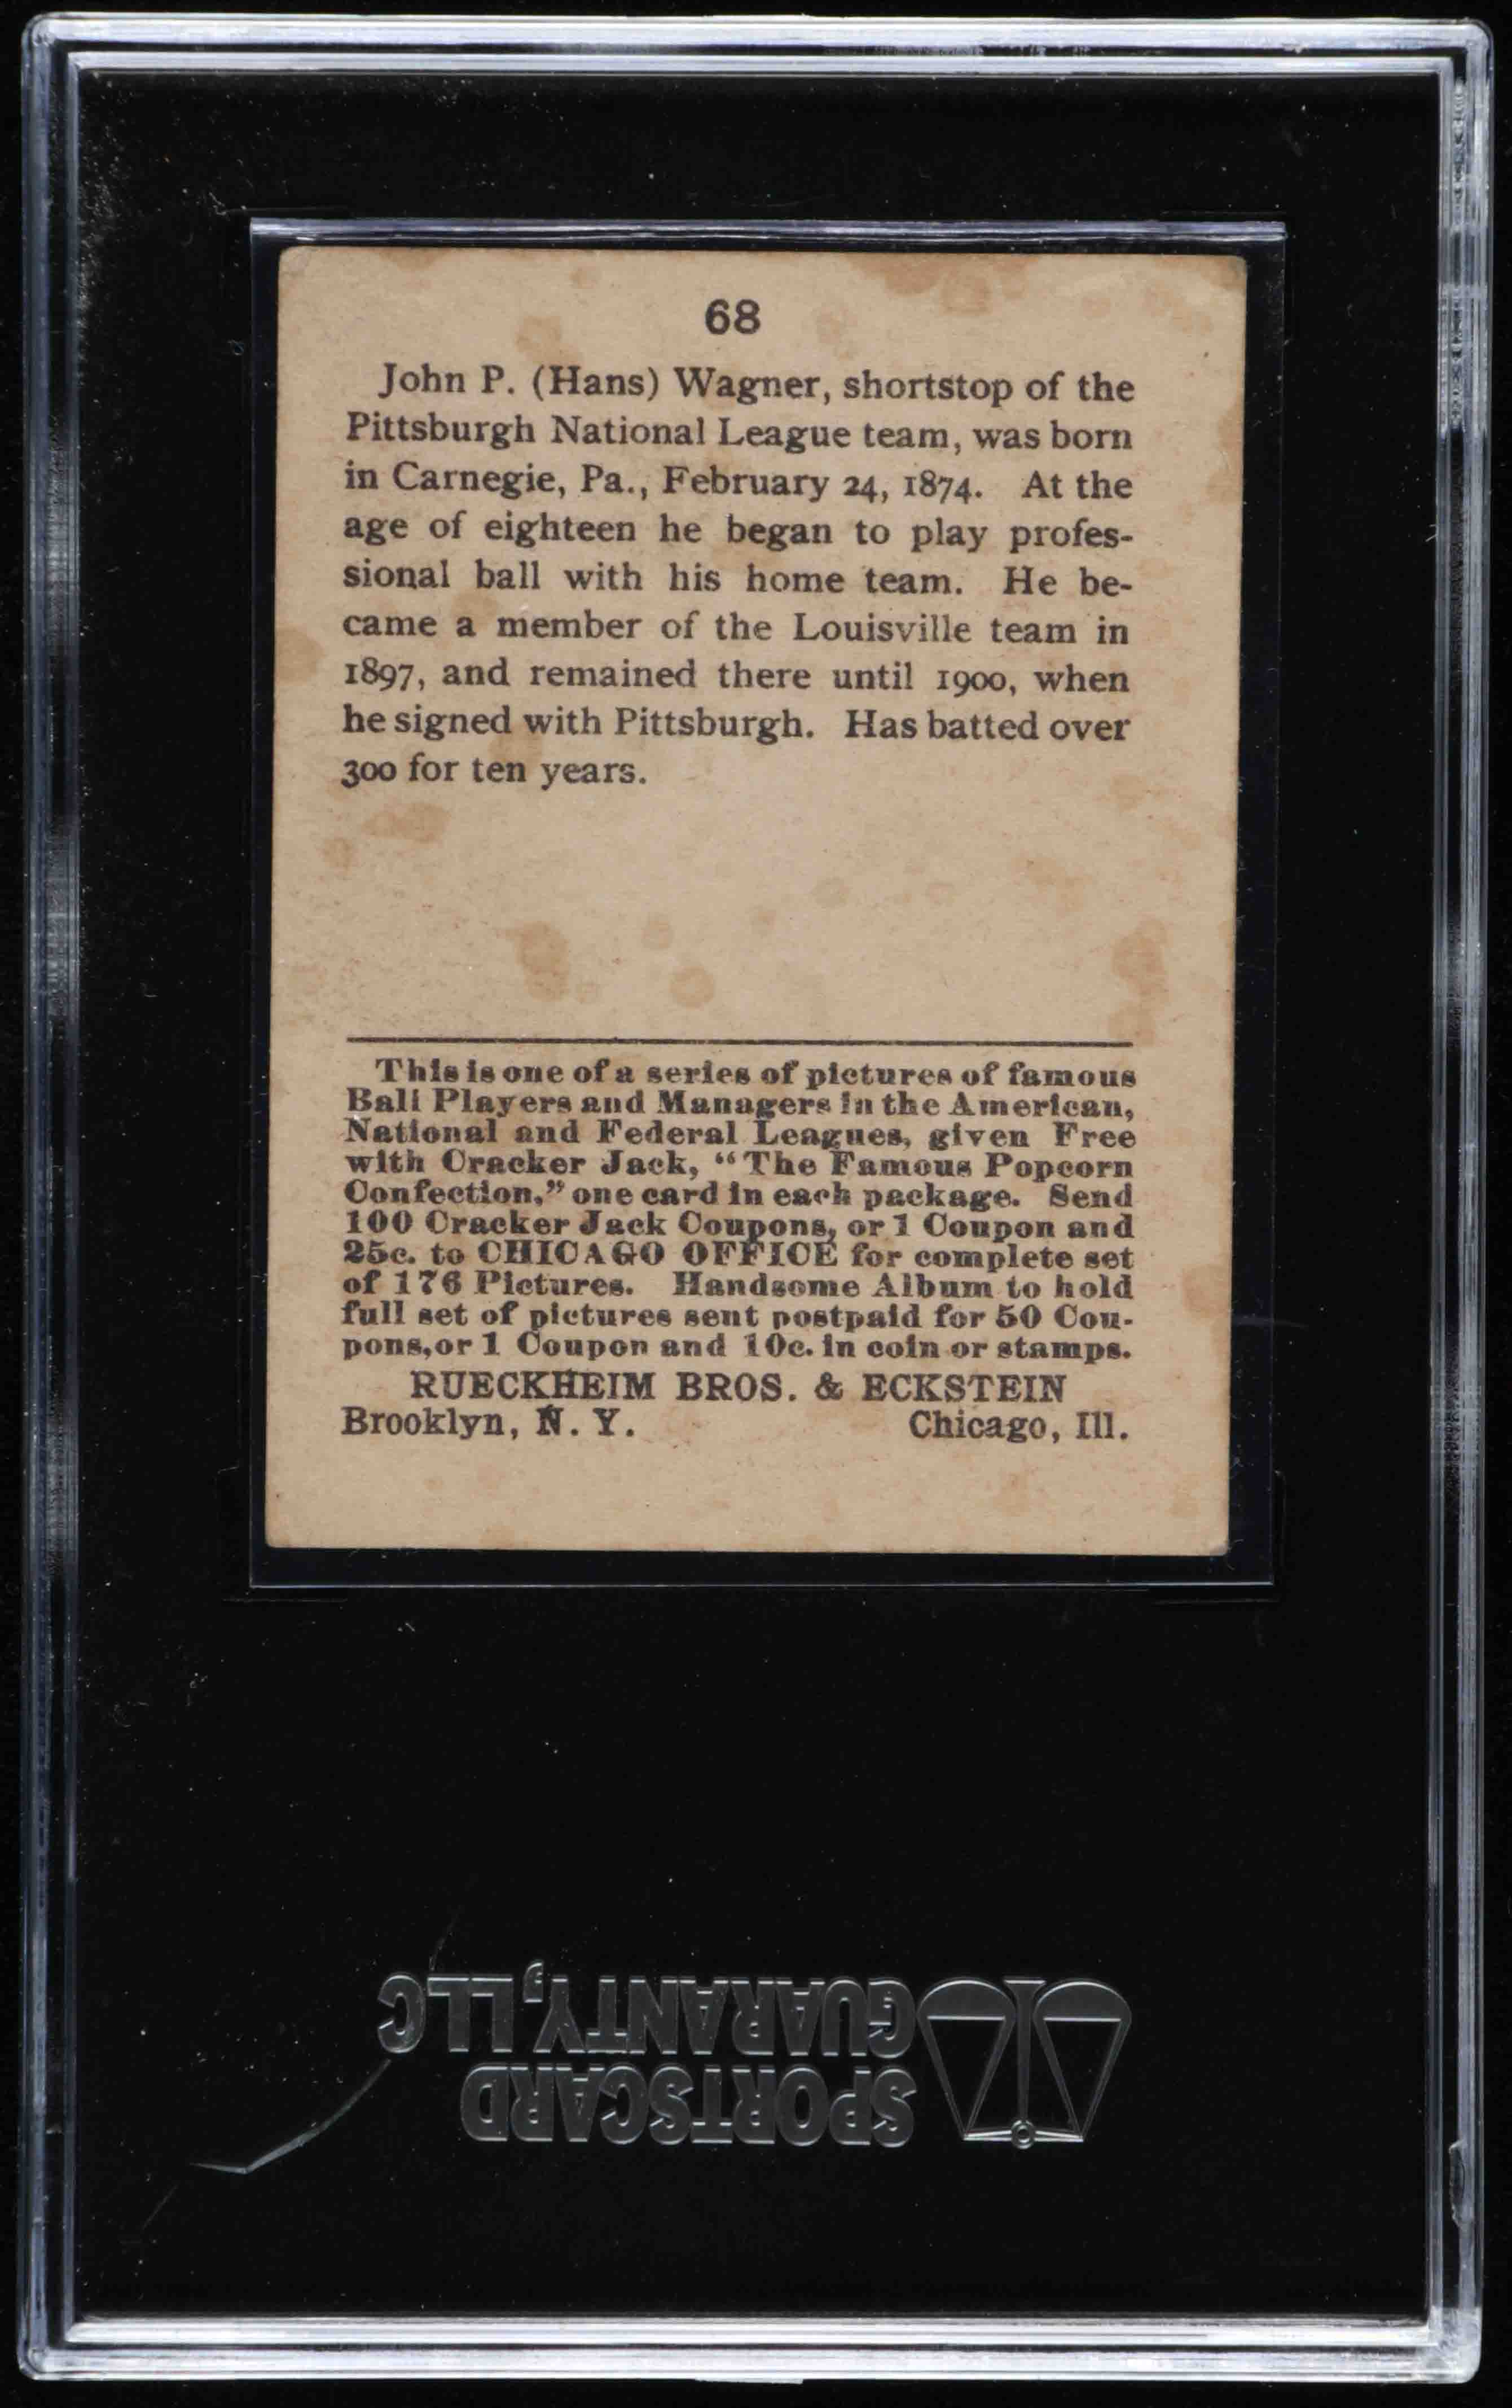 68
John P. (Hans) Wagner, shortstop of the
Pittsburgh National League team, was born
in Carnegie, Pa., February 24, 1874. At the
age of eighteen he began to play profes-
sional ball with his home team. He be-
came a member of the Louisville team in
1897, and remained there until 1900, when
he signed with Pittsburgh. Has batted over
300 for ten years.
This is one of a series of pictures of famous
Ball Players and Managers in the American,
National and Federal Leagues, given Free
with Cracker Jack, “The Famous Popcorn
Confection,” one card in each package. Send
100 Cracker Jack Coupons, or 1 Coupon and
25c. to CHICAGO OFFICE for complete set
of 176 Pictures. Handsome Album to hold
full set of pictures sent postpaid for 50 Cou-
pons, or 1 Coupon and 10c. in coin or stamps.
RUECKHEIM BROS. & ECKSTEIN
Brooklyn, N. Y. Chicago, Ill.
SPORTSCARD
GUARANTY, LLC